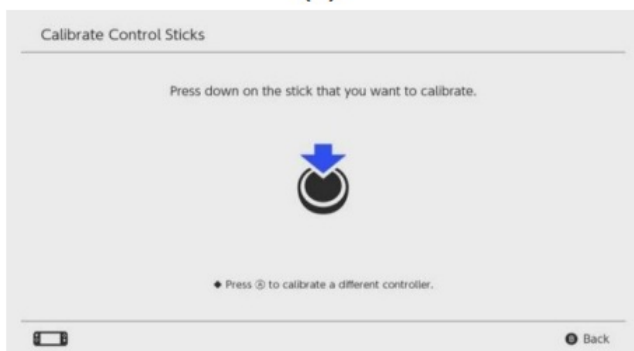 Calibrate Control Sticks
Press down on the stick that you want to calibrate.
◆ Press Ⓐ to calibrate a different controller.
Ⓑ Back